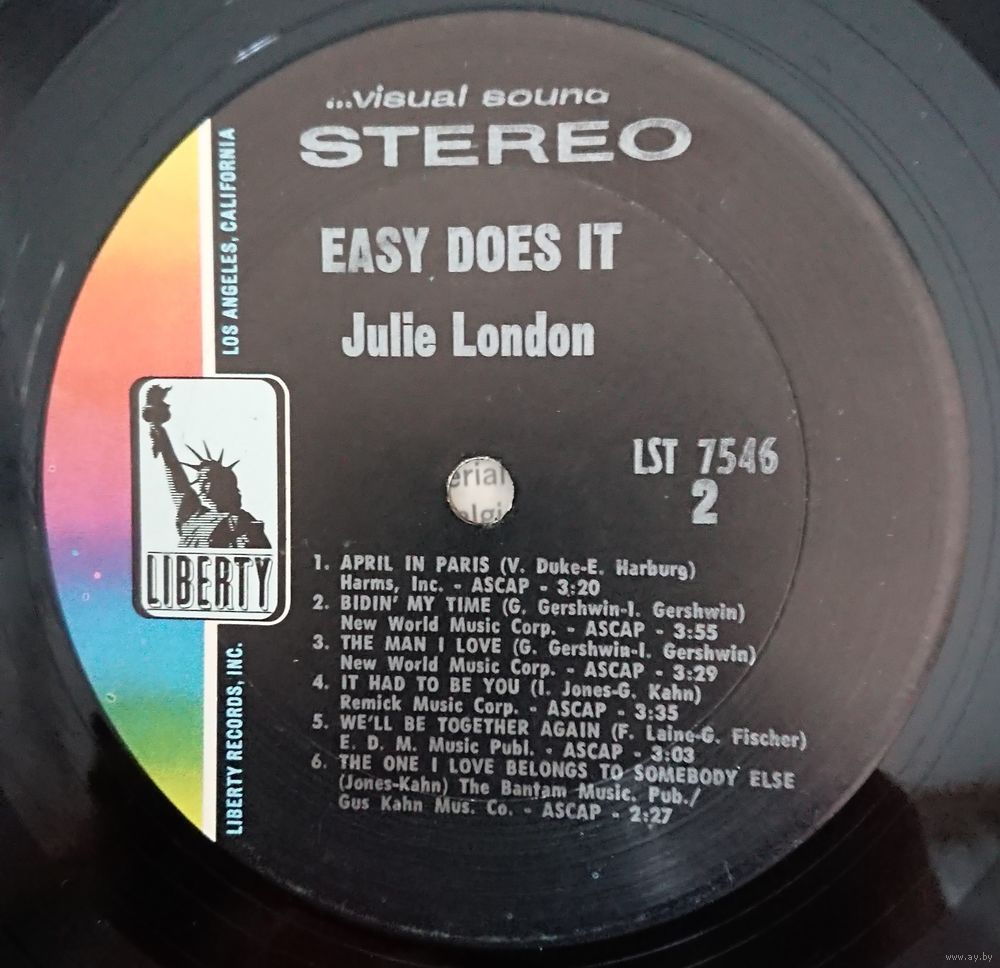 ...visual sound
STEREO
EASY DOES IT
Julie London
LOS ANGELES, CALIFORNIA
LIBERTY
LIBERTY RECORDS, INC.
LST 7546
2
erial
elgi
1. APRIL IN PARIS (V. Duke-E. Harburg)
Harms, Inc. - ASCAP - 3:20
2. BIDIN' MY TIME (G. Gershwin-I. Gershwin)
New World Music Corp. - ASCAP - 3:55
3. THE MAN I LOVE (G. Gershwin-I. Gershwin)
New World Music Corp. - ASCAP - 3:29
4. IT HAD TO BE YOU (I. Jones-G. Kahn)
Remick Music Corp. - ASCAP - 3:35
5. WE'LL BE TOGETHER AGAIN (F. Laine-G. Fischer)
E. D. M. Music Publ. - ASCAP - 3:03
6. THE ONE I LOVE BELONGS TO SOMEBODY ELSE
(Jones-Kahn) The Bantam Music. Pub./
Gus Kahn Mus. Co. - ASCAP - 2:27
www.ay.by